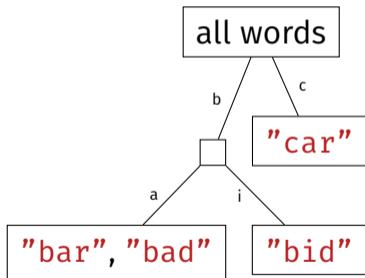 all words
b
c
”car”
a
i
”bar”, ”bad”
”bid”